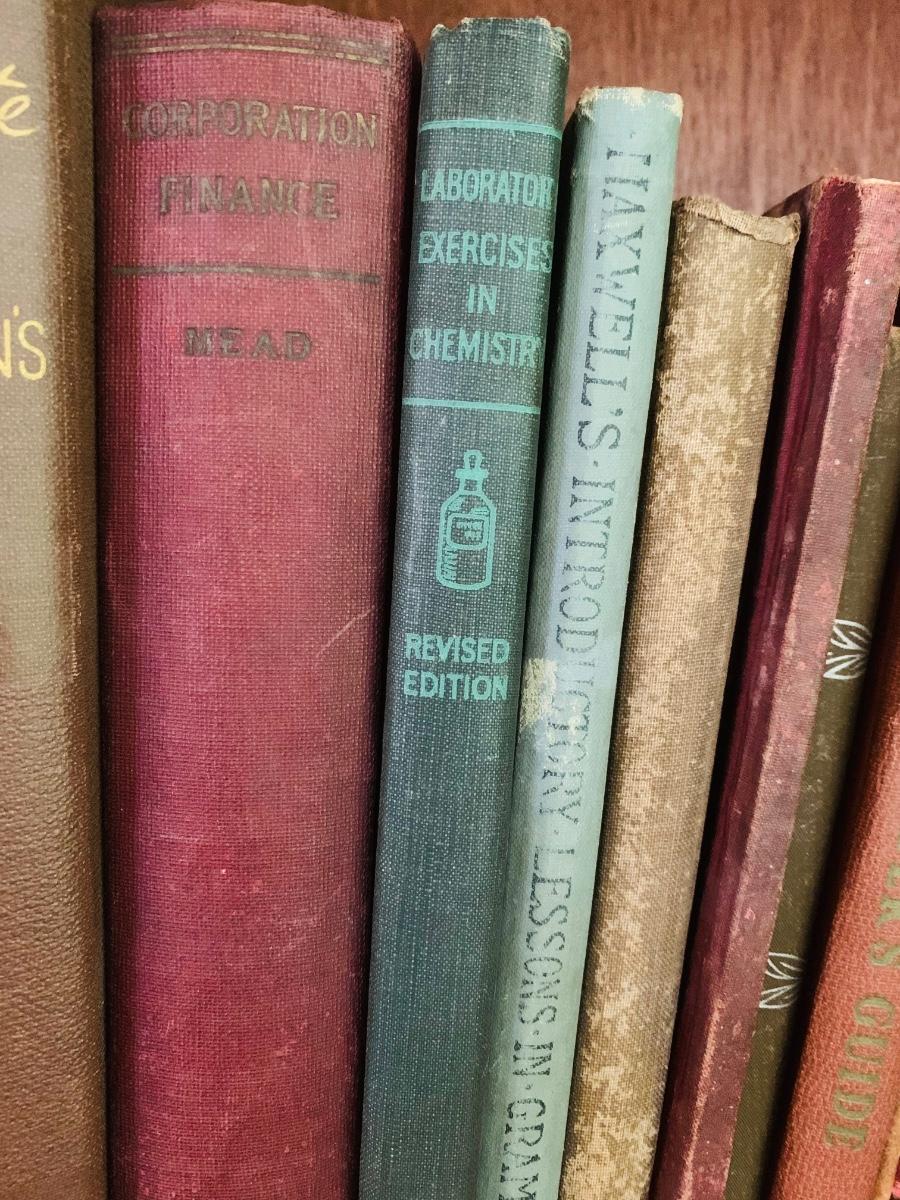 N'S
CORPORATION
FINANCE
MEAD
LABORATORY
EXERCISES
IN
CHEMISTRY
REVISED
EDITION
MAXWELL'S·INTRODUCTORY·LESSONS·IN·GRAM
GUIDE